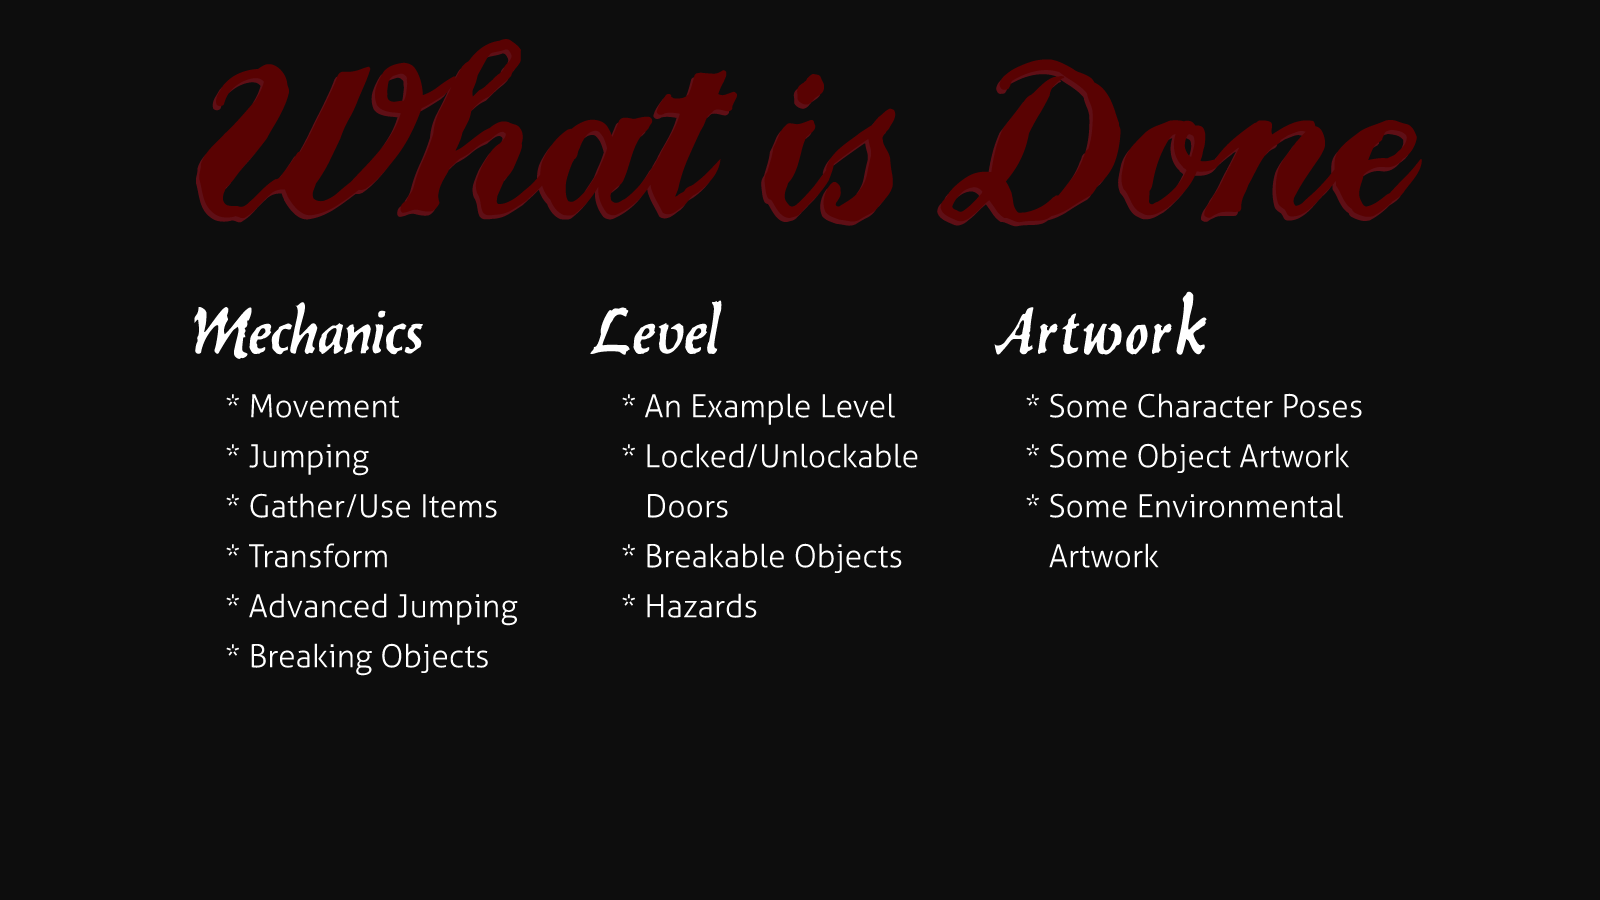 What is Done
Mechanics
* Movement
* Jumping
* Gather/Use Items
* Transform
* Advanced Jumping
* Breaking Objects
Level
* An Example Level
* Locked/Unlockable
Doors
* Breakable Objects
* Hazards
Artwork
* Some Character Poses
* Some Object Artwork
* Some Environmental
Artwork